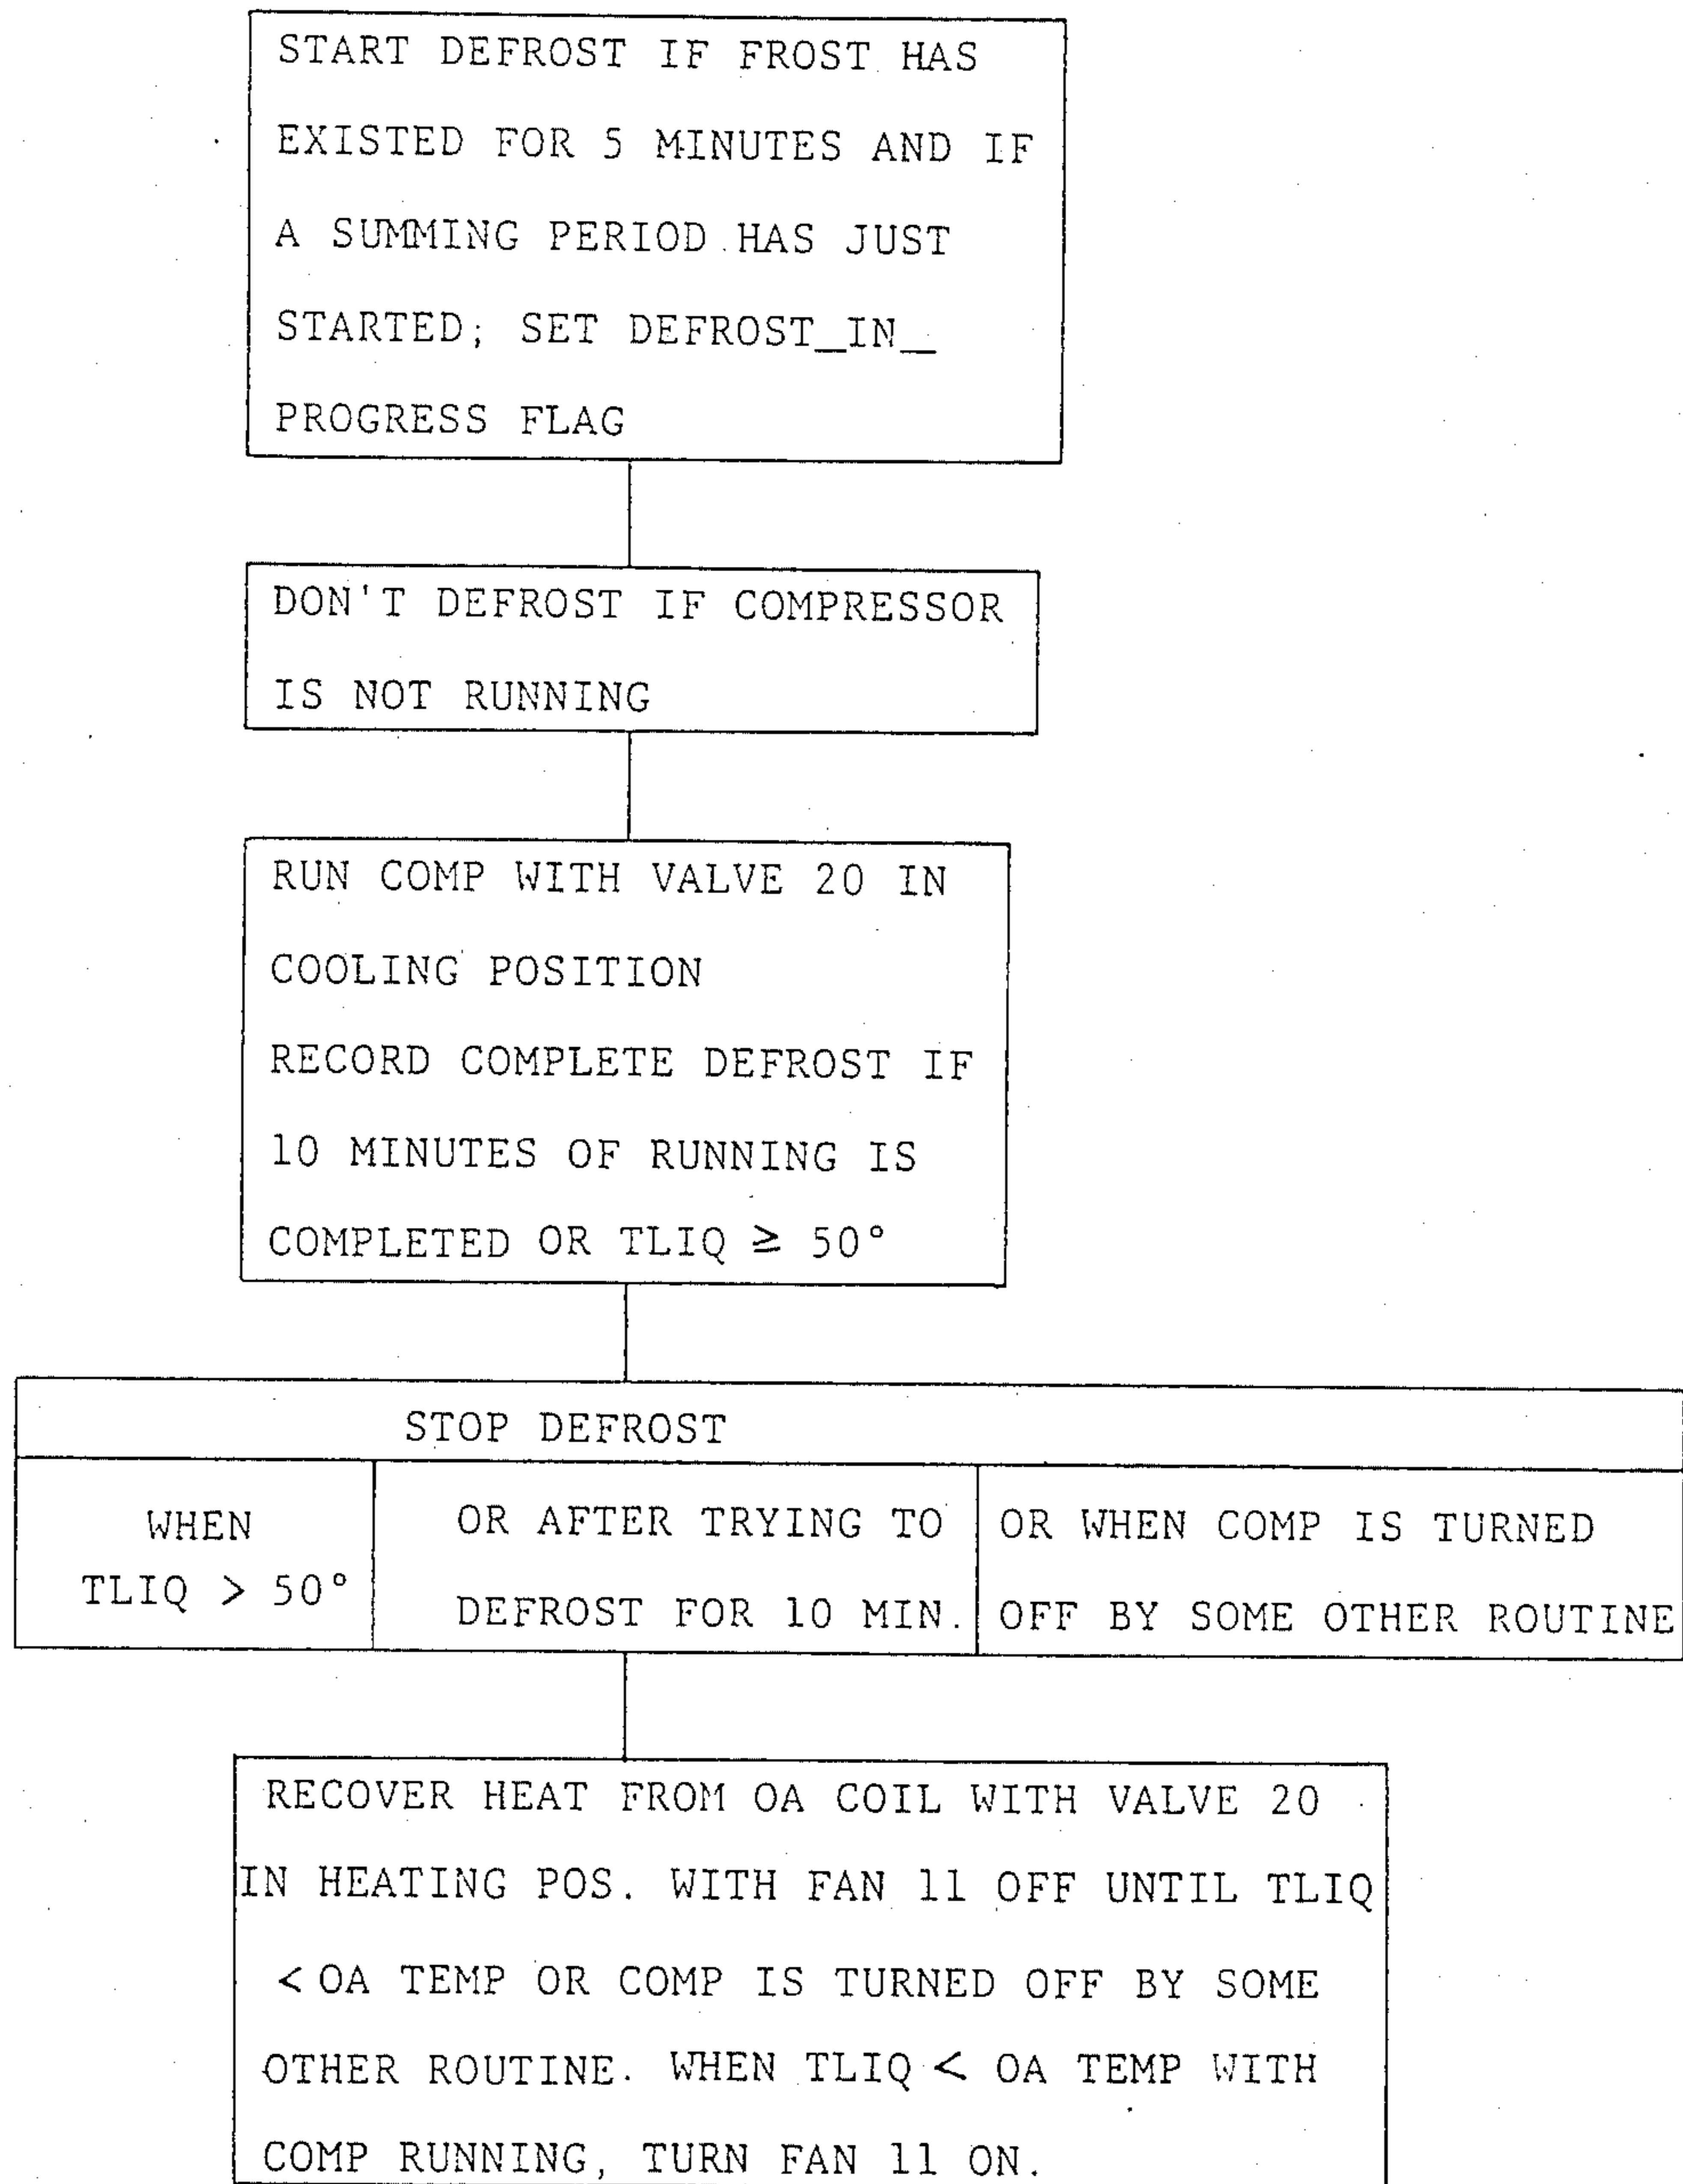 START DEFROST IF FROST HAS
EXISTED FOR 5 MINUTES AND IF
A SUMMING PERIOD HAS JUST
STARTED; SET DEFROST_IN_
PROGRESS FLAG
DON'T DEFROST IF COMPRESSOR
IS NOT RUNNING
RUN COMP WITH VALVE 20 IN
COOLING POSITION
RECORD COMPLETE DEFROST IF
10 MINUTES OF RUNNING IS
COMPLETED OR TLIQ ≥ 50°
STOP DEFROST
WHEN
TLIQ > 50°
OR AFTER TRYING TO
DEFROST FOR 10 MIN.
OR WHEN COMP IS TURNED
OFF BY SOME OTHER ROUTINE
RECOVER HEAT FROM OA COIL WITH VALVE 20
IN HEATING POS. WITH FAN 11 OFF UNTIL TLIQ
< OA TEMP OR COMP IS TURNED OFF BY SOME
OTHER ROUTINE. WHEN TLIQ < OA TEMP WITH
COMP RUNNING, TURN FAN 11 ON.